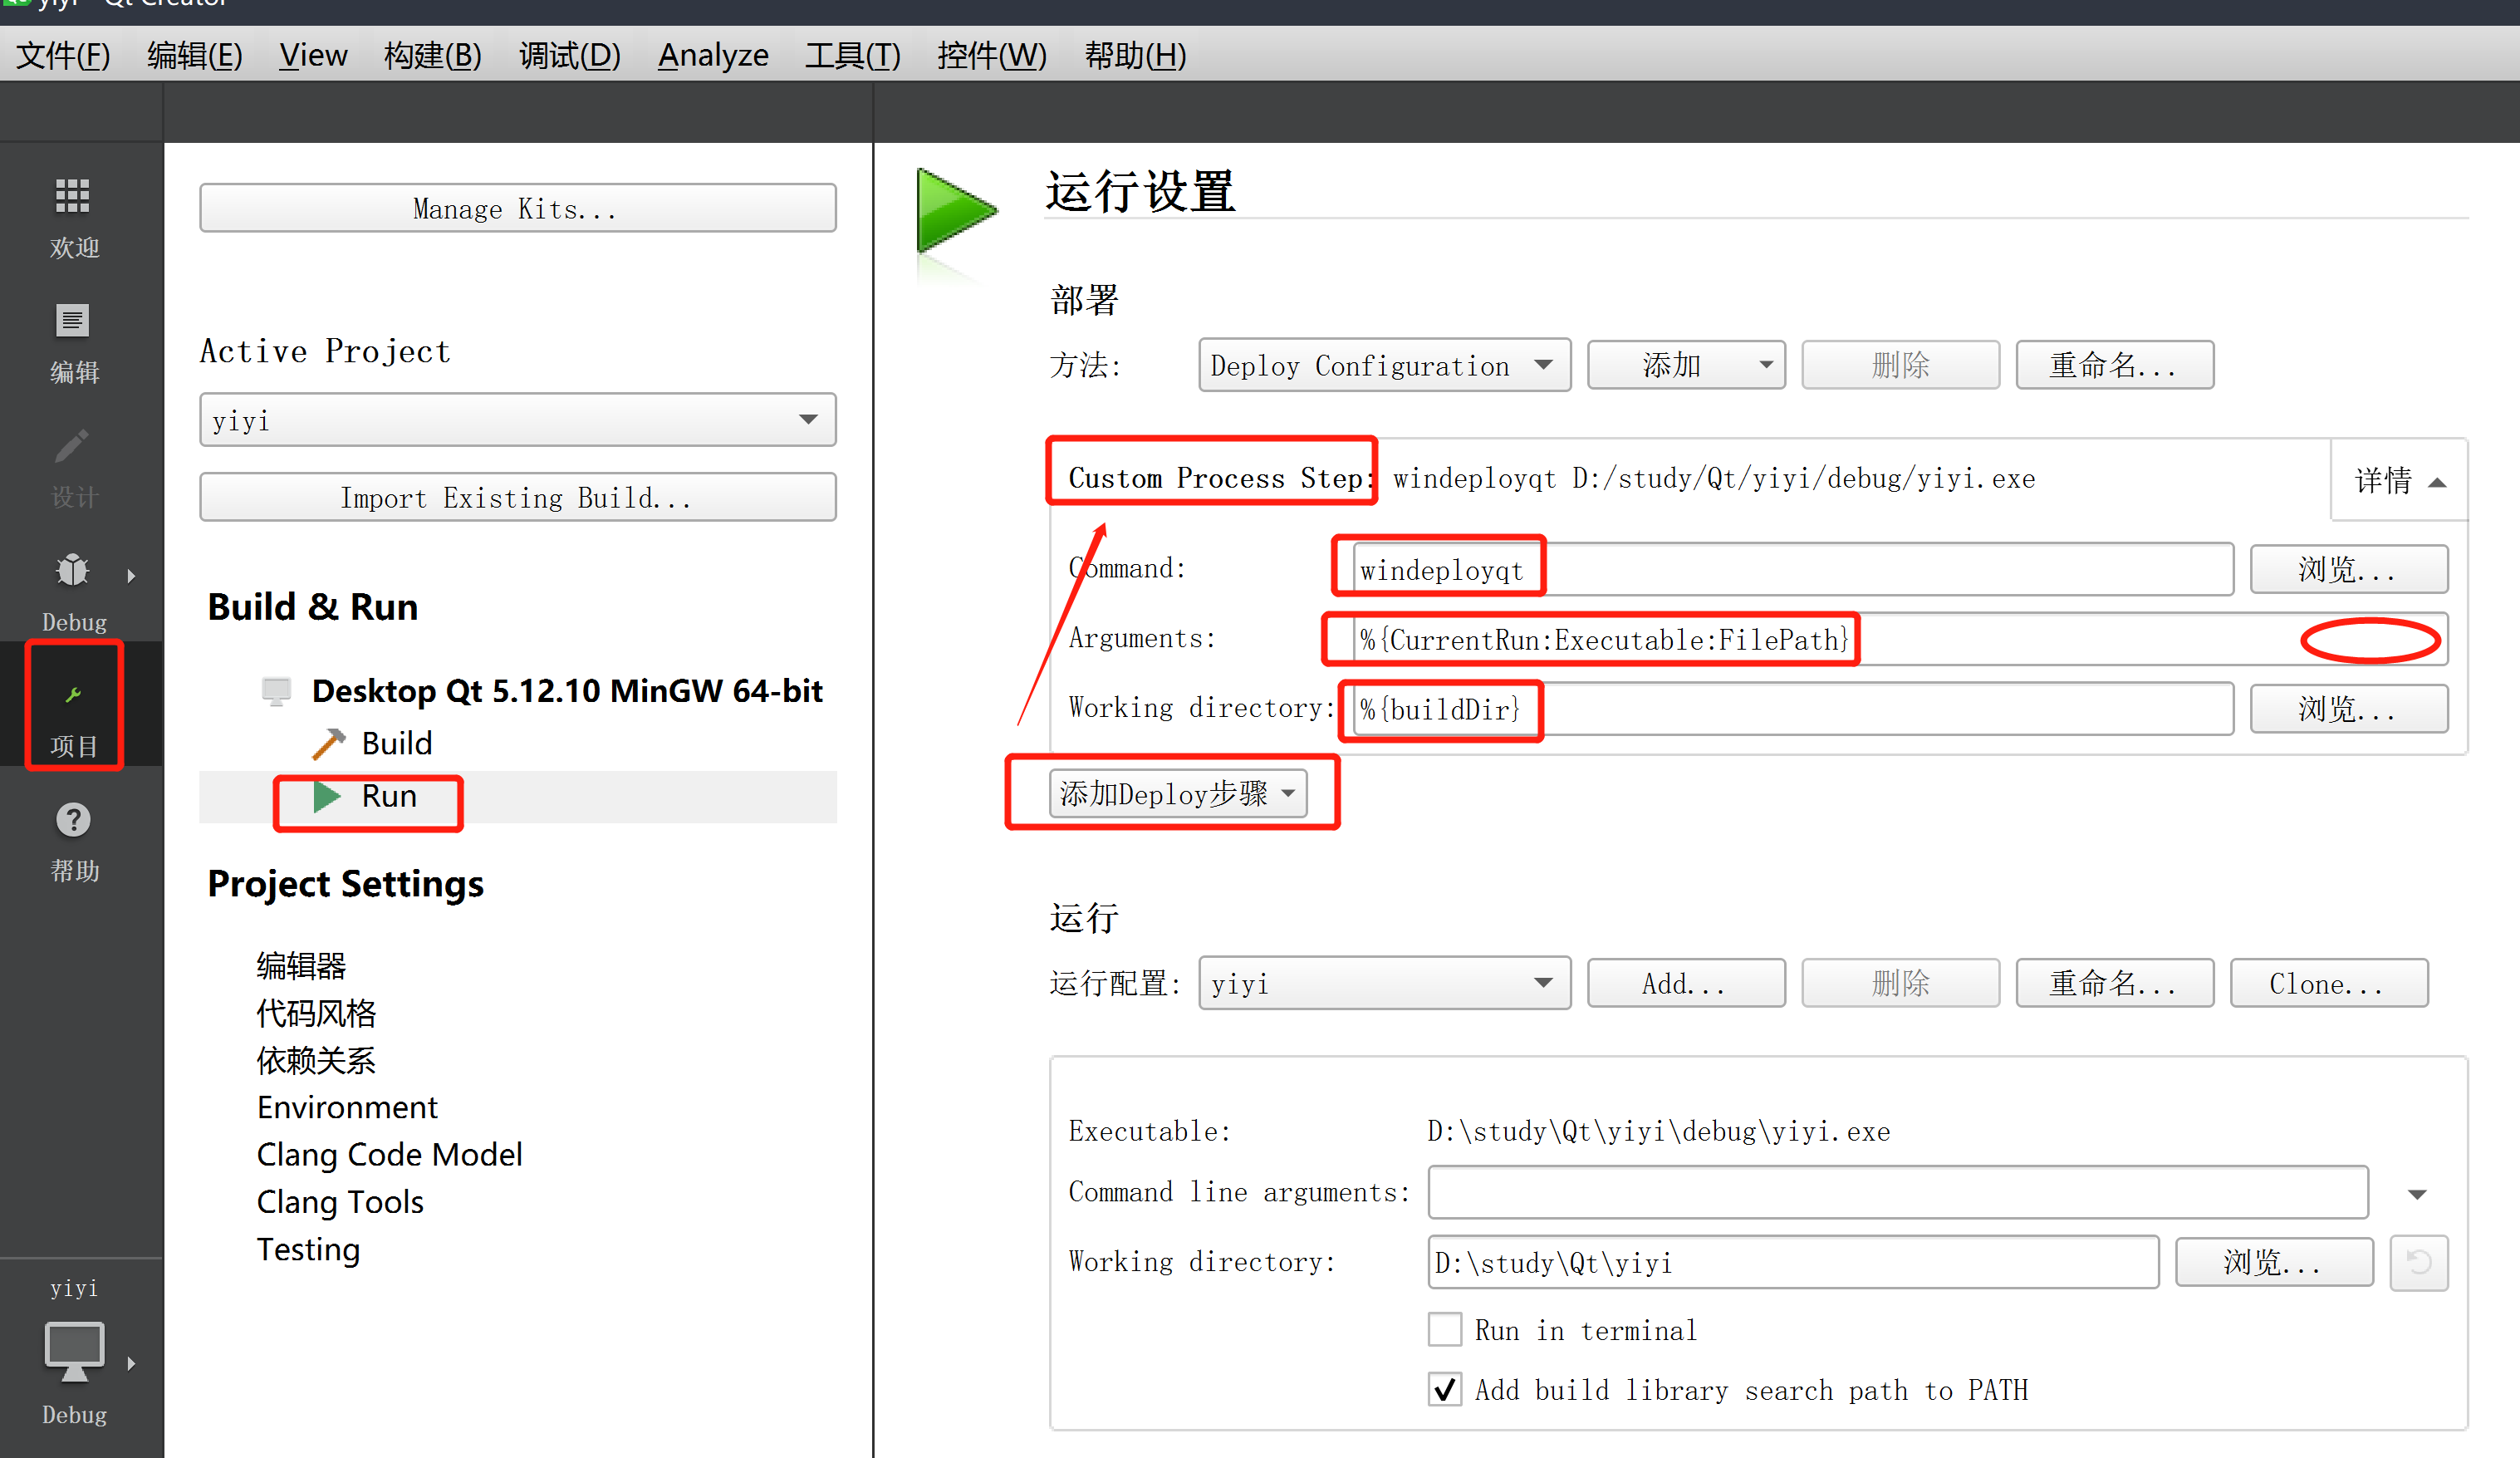 yiyi - Qt Creator
文件(F) 编辑(E) View 构建(B) 调试(D) Analyze 工具(T) 控件(W) 帮助(H)
欢迎
编辑
设计
Debug
项目
帮助
yiyi
Debug
Manage Kits...
Active Project
yiyi
Import Existing Build...
Build & Run
Desktop Qt 5.12.10 MinGW 64-bit
Build
Run
Project Settings
编辑器
代码风格
依赖关系
Environment
Clang Code Model
Clang Tools
Testing
运行设置
部署
方法: Deploy Configuration 添加 删除 重命名...
Custom Process Step: windeployqt D:/study/Qt/yiyi/debug/yiyi.exe 详情
Command: windeployqt 浏览...
Arguments: %{CurrentRun:Executable:FilePath}
Working directory: %{buildDir} 浏览...
添加Deploy步骤
运行
运行配置: yiyi Add... 删除 重命名... Clone...
Executable: D:\study\Qt\yiyi\debug\yiyi.exe
Command line arguments:
Working directory: D:\study\Qt\yiyi 浏览...
Run in terminal
Add build library search path to PATH